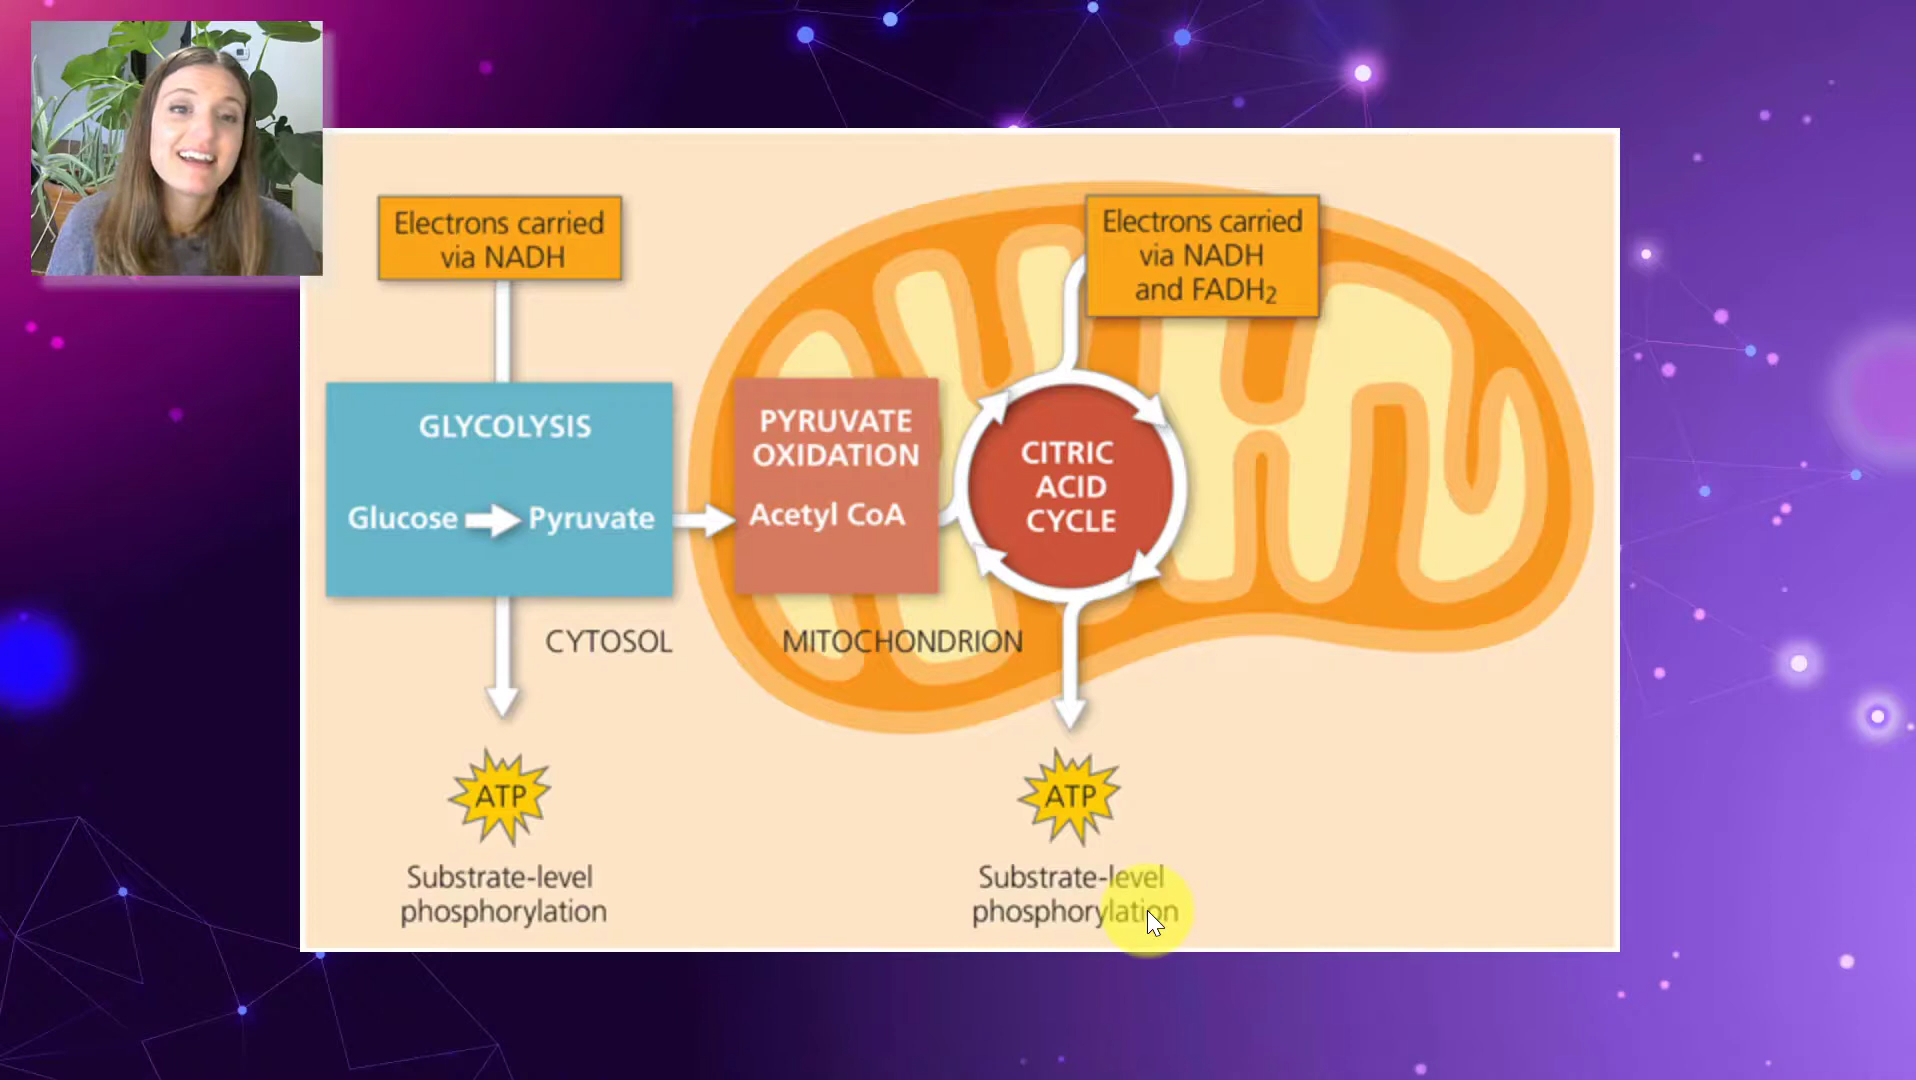 Electrons carried
via NADH
Electrons carried
via NADH
and FADH₂
GLYCOLYSIS
Glucose
Pyruvate
PYRUVATE
OXIDATION
Acetyl CoA
CITRIC
ACID
CYCLE
CYTOSOL
MITOCHONDRION
ATP
ATP
Substrate-level
phosphorylation
Substrate-level
phosphorylation